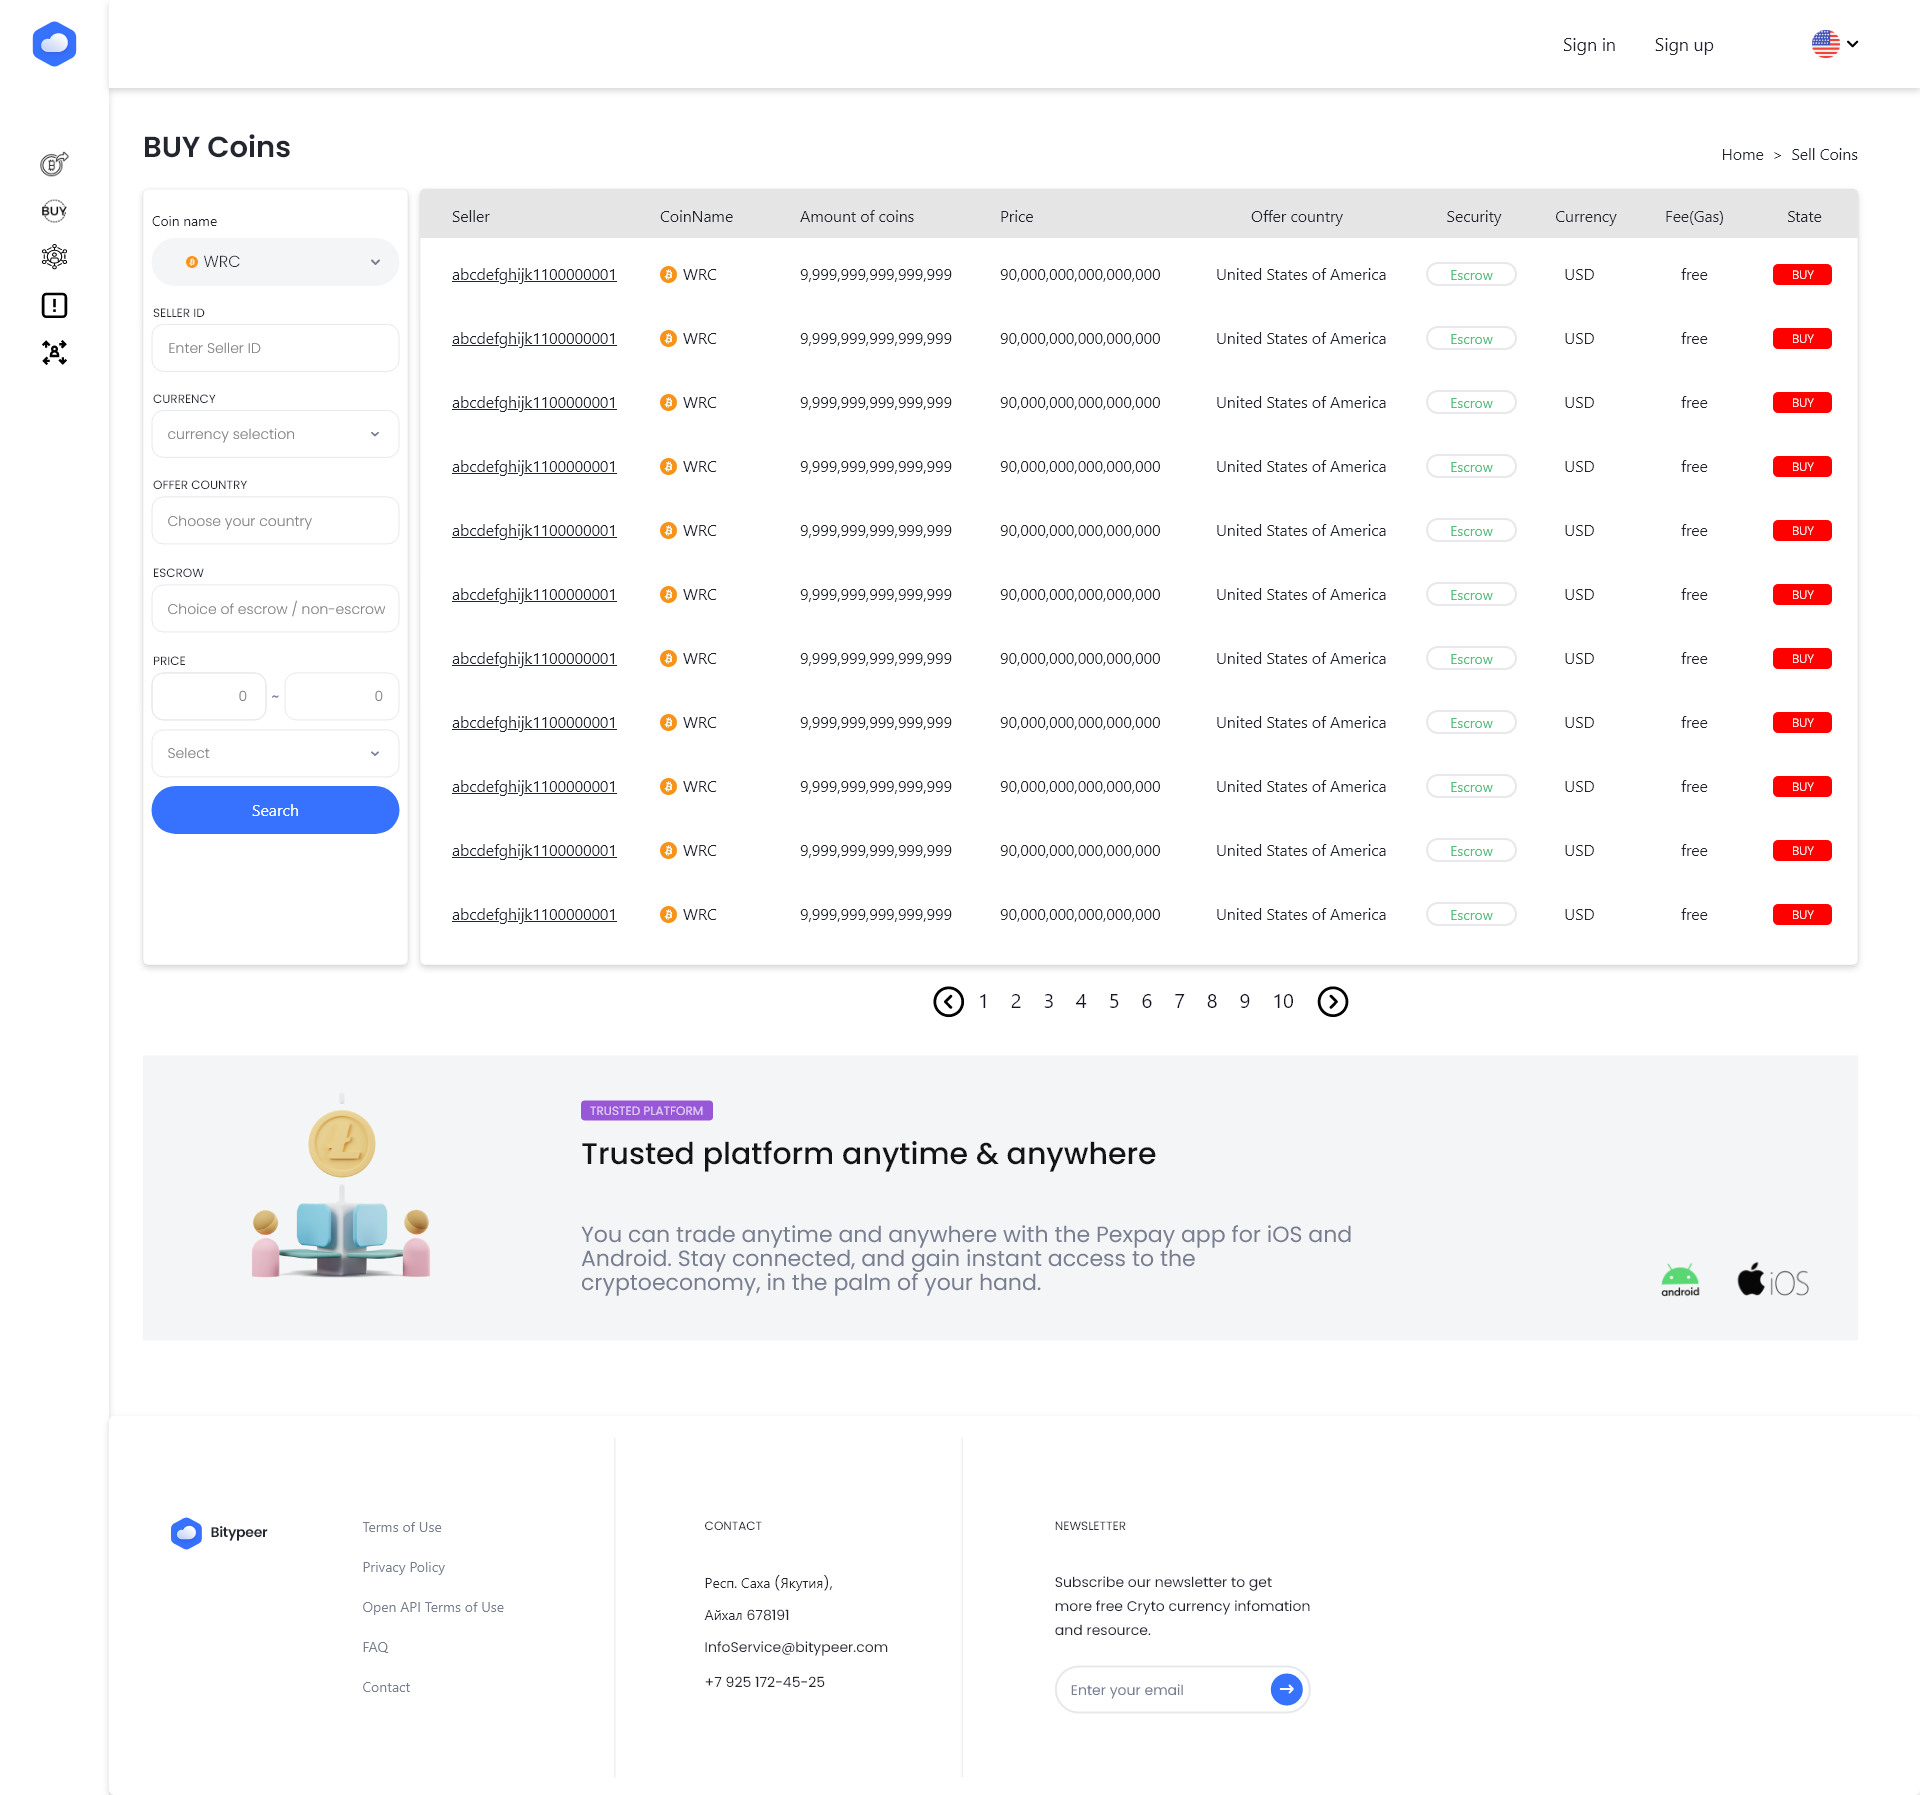 Sign in Sign up
BUY Coins
Home > Sell Coins
BUY
Coin name
WRC
SELLER ID
Enter Seller ID
CURRENCY
currency selection
OFFER COUNTRY
Choose your country
ESCROW
Choice of escrow / non-escrow
PRICE
0 ~ 0
Select
Search
Seller CoinName Amount of coins Price Offer country Security Currency Fee(Gas) State
abcdefghijk1100000001 WRC 9,999,999,999,999,999 90,000,000,000,000,000 United States of America Escrow USD free BUY
abcdefghijk1100000001 WRC 9,999,999,999,999,999 90,000,000,000,000,000 United States of America Escrow USD free BUY
abcdefghijk1100000001 WRC 9,999,999,999,999,999 90,000,000,000,000,000 United States of America Escrow USD free BUY
abcdefghijk1100000001 WRC 9,999,999,999,999,999 90,000,000,000,000,000 United States of America Escrow USD free BUY
abcdefghijk1100000001 WRC 9,999,999,999,999,999 90,000,000,000,000,000 United States of America Escrow USD free BUY
abcdefghijk1100000001 WRC 9,999,999,999,999,999 90,000,000,000,000,000 United States of America Escrow USD free BUY
abcdefghijk1100000001 WRC 9,999,999,999,999,999 90,000,000,000,000,000 United States of America Escrow USD free BUY
abcdefghijk1100000001 WRC 9,999,999,999,999,999 90,000,000,000,000,000 United States of America Escrow USD free BUY
abcdefghijk1100000001 WRC 9,999,999,999,999,999 90,000,000,000,000,000 United States of America Escrow USD free BUY
abcdefghijk1100000001 WRC 9,999,999,999,999,999 90,000,000,000,000,000 United States of America Escrow USD free BUY
abcdefghijk1100000001 WRC 9,999,999,999,999,999 90,000,000,000,000,000 United States of America Escrow USD free BUY
1 2 3 4 5 6 7 8 9 10
TRUSTED PLATFORM
Trusted platform anytime & anywhere
You can trade anytime and anywhere with the Pexpay app for iOS and
Android. Stay connected, and gain instant access to the
cryptoeconomy, in the palm of your hand.
android
iOS
Bitypeer
Terms of Use
Privacy Policy
Open API Terms of Use
FAQ
Contact
CONTACT
Респ. Саха (Якутия),
Айхал 678191
InfoService@bitypeer.com
+7 925 172-45-25
NEWSLETTER
Subscribe our newsletter to get
more free Cryto currency infomation
and resource.
Enter your email